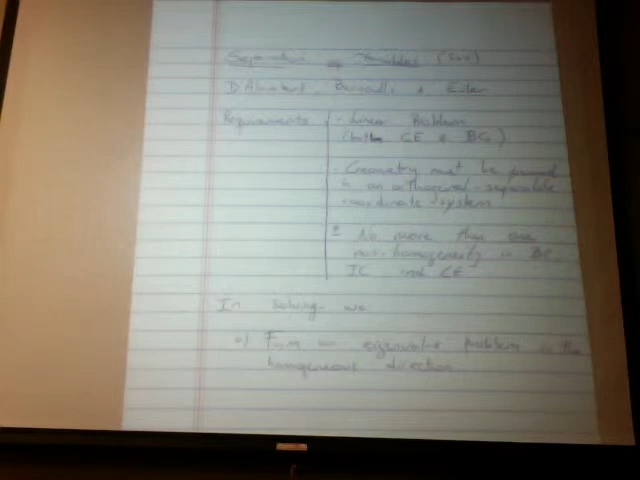 Separation of Variables (SoV)
D'Alembert, Bernoulli & Euler
Requirements - Linear Problem
(both GE & BCs)
- Geometry must be
in an orthogonal-separable
coordinate-system
No more than one
non-homogeneity in BC
IC and GE
In solving we
a) Form an eigenvalue problem in the
homogeneous direction